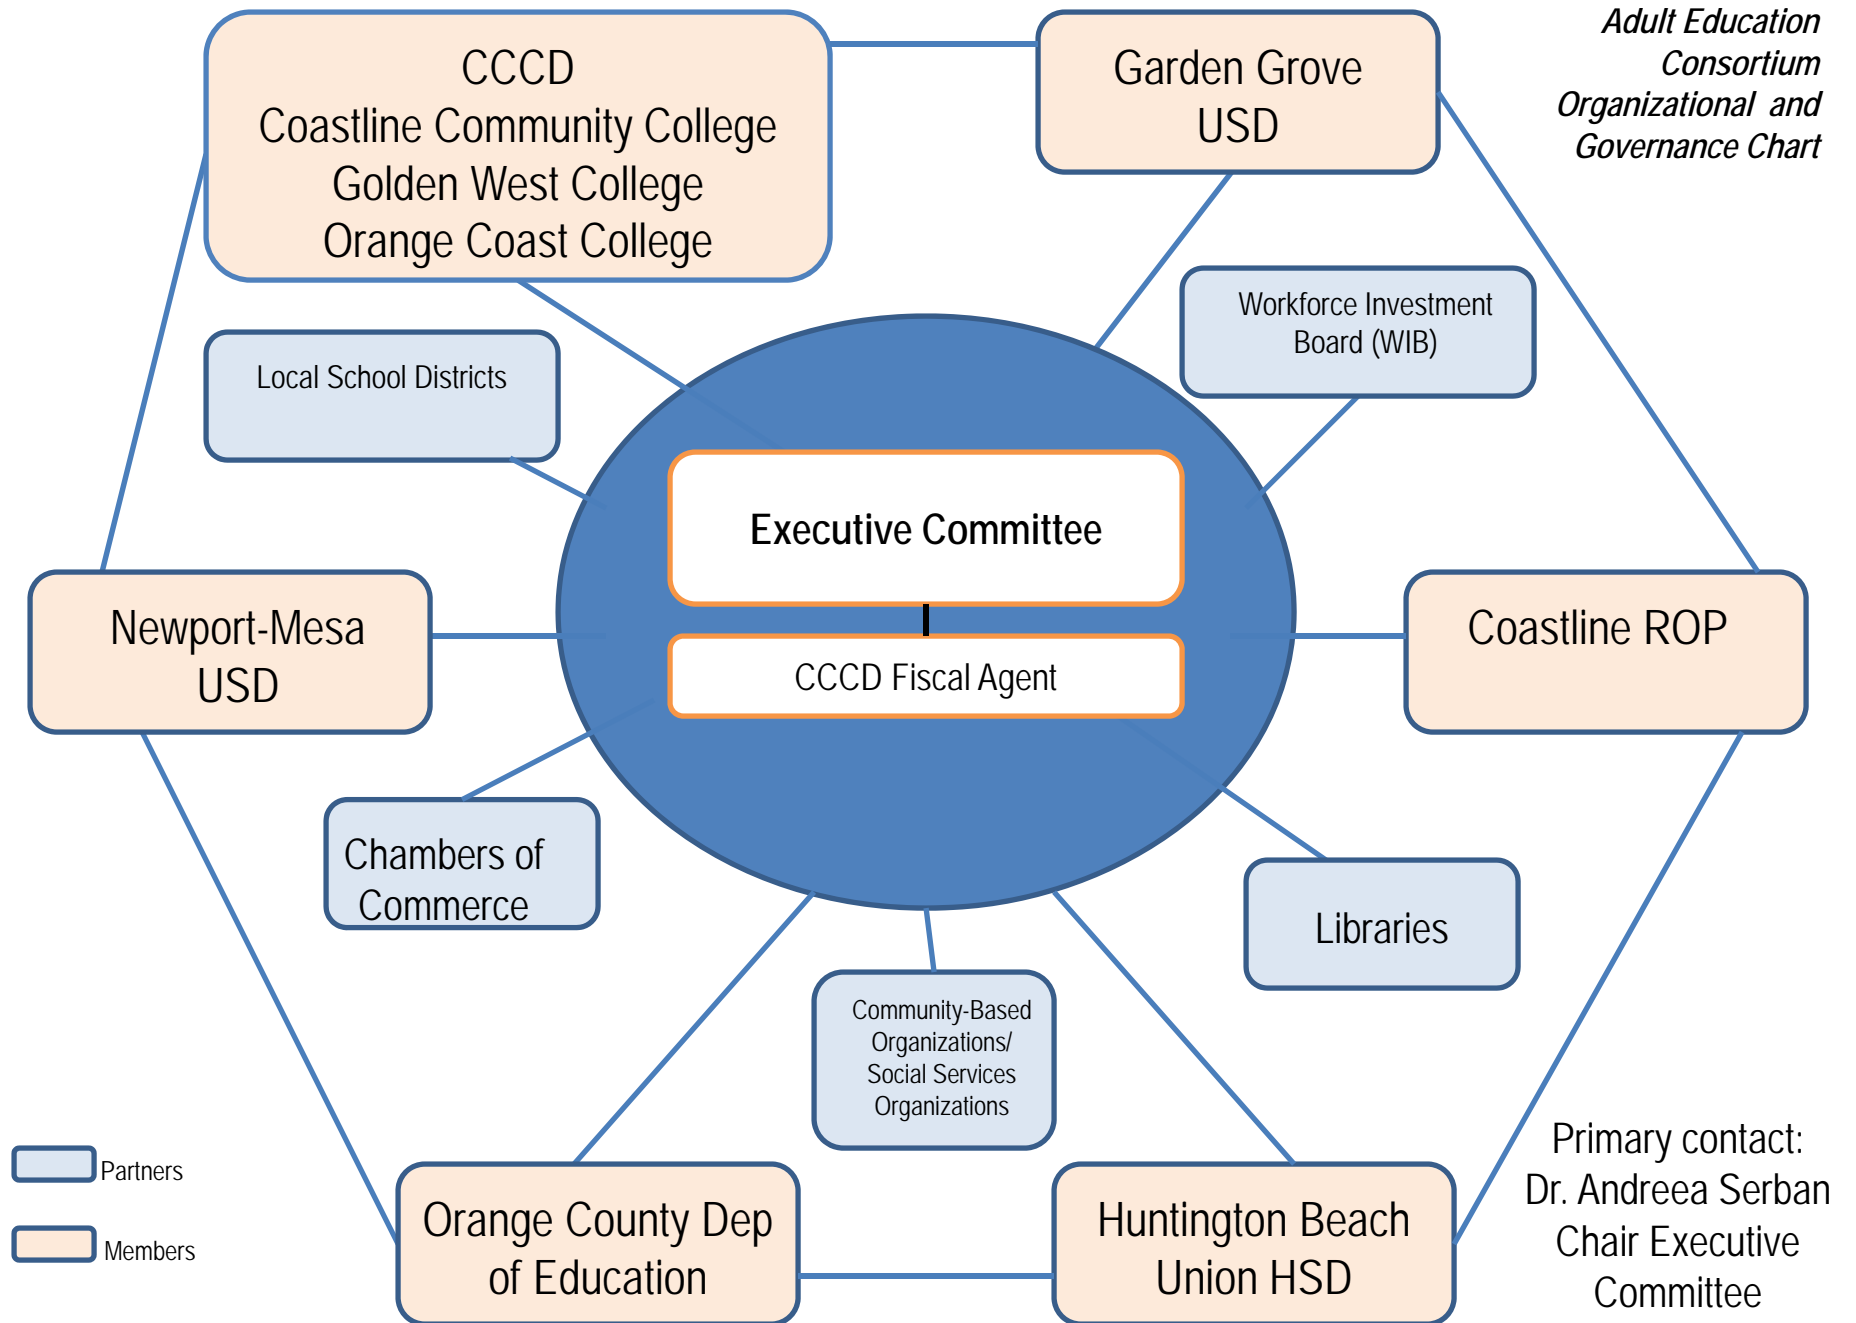 Adult Education
Consortium
Organizational and
Governance Chart
CCCD
Coastline Community College
Golden West College
Orange Coast College
Garden Grove
USD
Workforce Investment
Board (WIB)
Local School Districts
Executive Committee
CCCD Fiscal Agent
Newport-Mesa
USD
Coastline ROP
Chambers of
Commerce
Libraries
Community-Based
Organizations/
Social Services
Organizations
Orange County Dep
of Education
Huntington Beach
Union HSD
Partners
Members
Primary contact:
Dr. Andreea Serban
Chair Executive
Committee